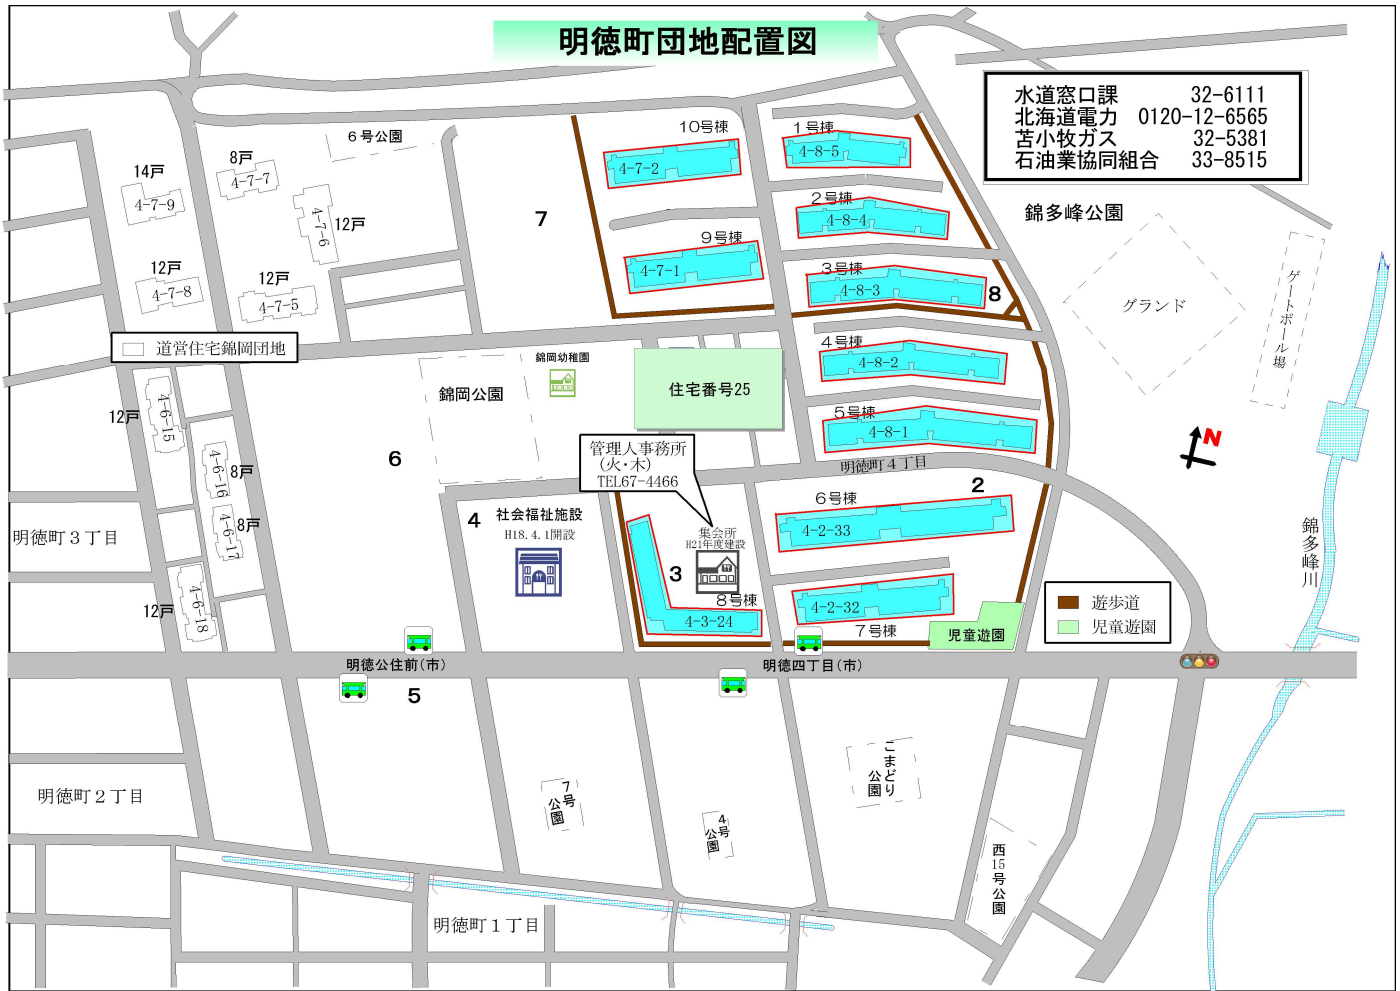 明徳町団地配置図
水道窓口課 32-6111
北海道電力 0120-12-6565
苫小牧ガス 32-5381
石油業協同組合 33-8515
6号公園
10号棟
4-7-2
1号棟
4-8-5
14戸
4-7-9
8戸
4-7-7
4-7-6
12戸
7
2号棟
4-8-4
錦多峰公園
9号棟
4-7-1
12戸
4-7-8
12戸
4-7-5
3号棟
4-8-3
8
グランド
ゲートボール場
道営住宅錦岡団地
4号棟
4-8-2
錦岡公園
錦岡幼稚園
住宅番号25
12戸
4-6-15
5号棟
4-8-1
管理人事務所
(火・木)
TEL67-4466
6
明徳町4丁目
N
4-6-16
8戸
2
6号棟
4-2-33
4
社会福祉施設
H18.4.1開設
集会所
H21年度建設
明徳町3丁目
4-6-17
8戸
錦多峰川
3
8号棟
4-3-24
4-2-32
7号棟
児童遊園
12戸
4-6-18
遊歩道
児童遊園
明徳公住前(市)
明徳四丁目(市)
5
明徳町2丁目
7号
公園
4号
公園
こまどり
公園
西15号公園
明徳町1丁目